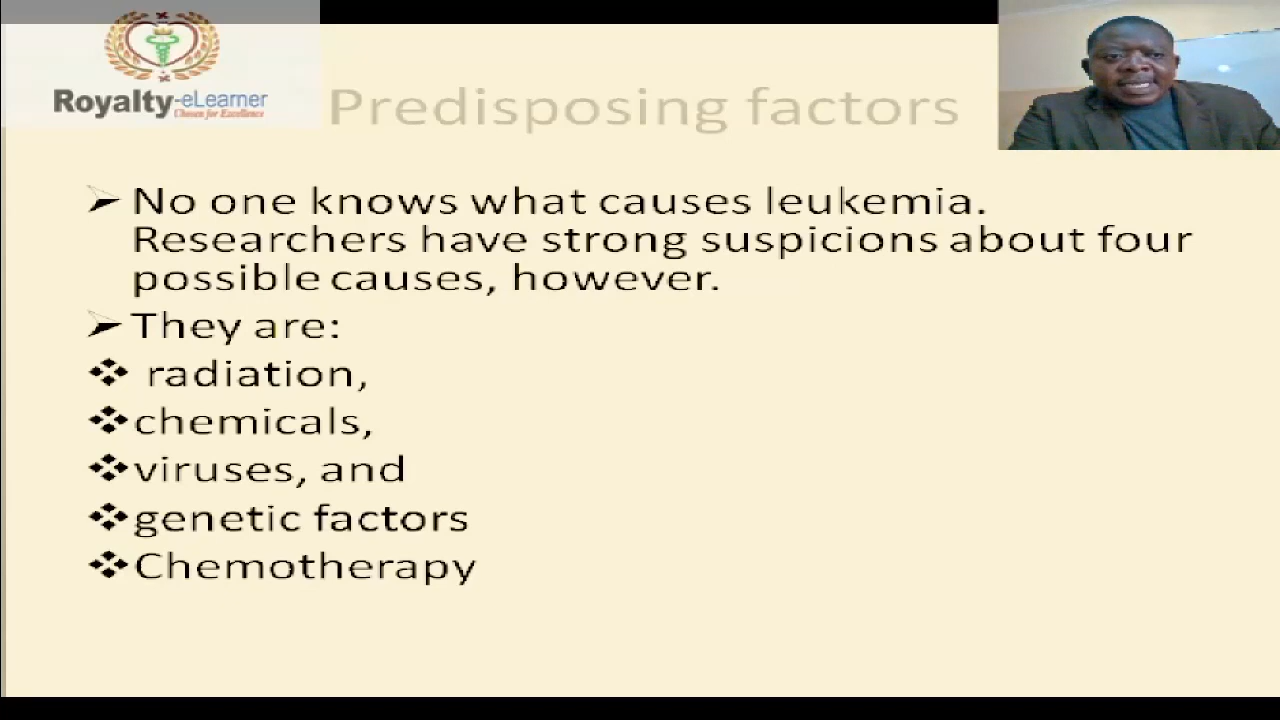 Royalty-eLearner
Chosen for Excellence
Predisposing factors
No one knows what causes leukemia.
Researchers have strong suspicions about four
possible causes, however.
They are:
radiation,
chemicals,
viruses, and
genetic factors
Chemotherapy